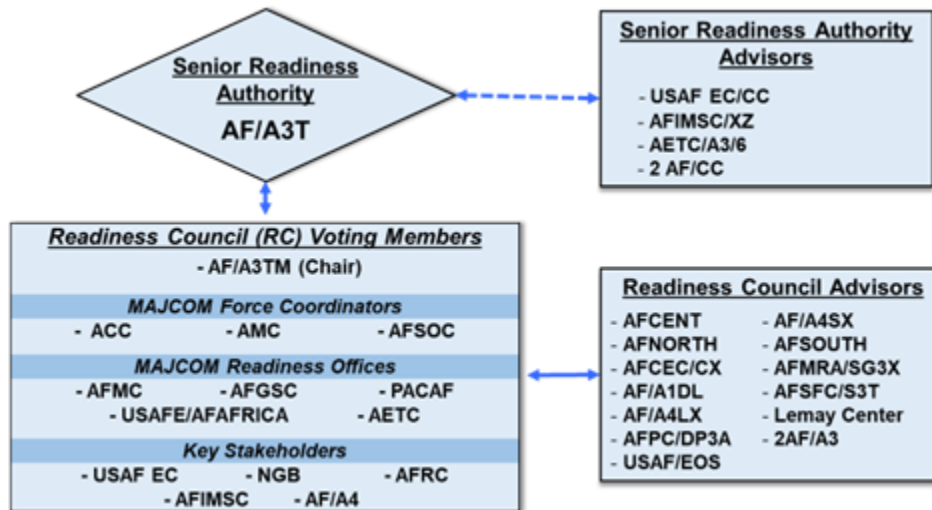 Senior Readiness
Authority
AF/A3T
Senior Readiness Authority
Advisors
- USAF EC/CC
- AFIMSC/XZ
- AETC/A3/6
- 2 AF/CC
Readiness Council (RC) Voting Members
- AF/A3TM (Chair)
MAJCOM Force Coordinators
- ACC - AMC - AFSOC
MAJCOM Readiness Offices
- AFMC - AFGSC - PACAF
- USAFE/AFAFRICA - AETC
Key Stakeholders
- USAF EC - NGB - AFRC
- AFIMSC - AF/A4
Readiness Council Advisors
- AFCENT - AF/A4SX
- AFNORTH - AFSOUTH
- AFCEC/CX - AFMRA/SG3X
- AF/A1DL - AFSFC/S3T
- AF/A4LX - Lemay Center
- AFPC/DP3A - 2AF/A3
- USAF/EOS